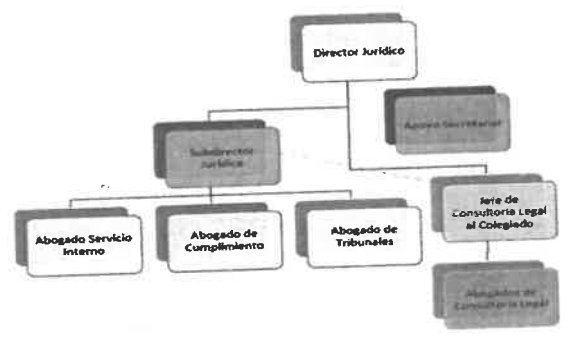 Director Jurídico
Apoyo Secretarial
Subdirector
Jurídico
Jefe de
Consultoría Legal
al Colegiado
Abogado Servicio
Interno
Abogado de
Cumplimiento
Abogado de
Tribunales
Abogados de
Consultoría Legal